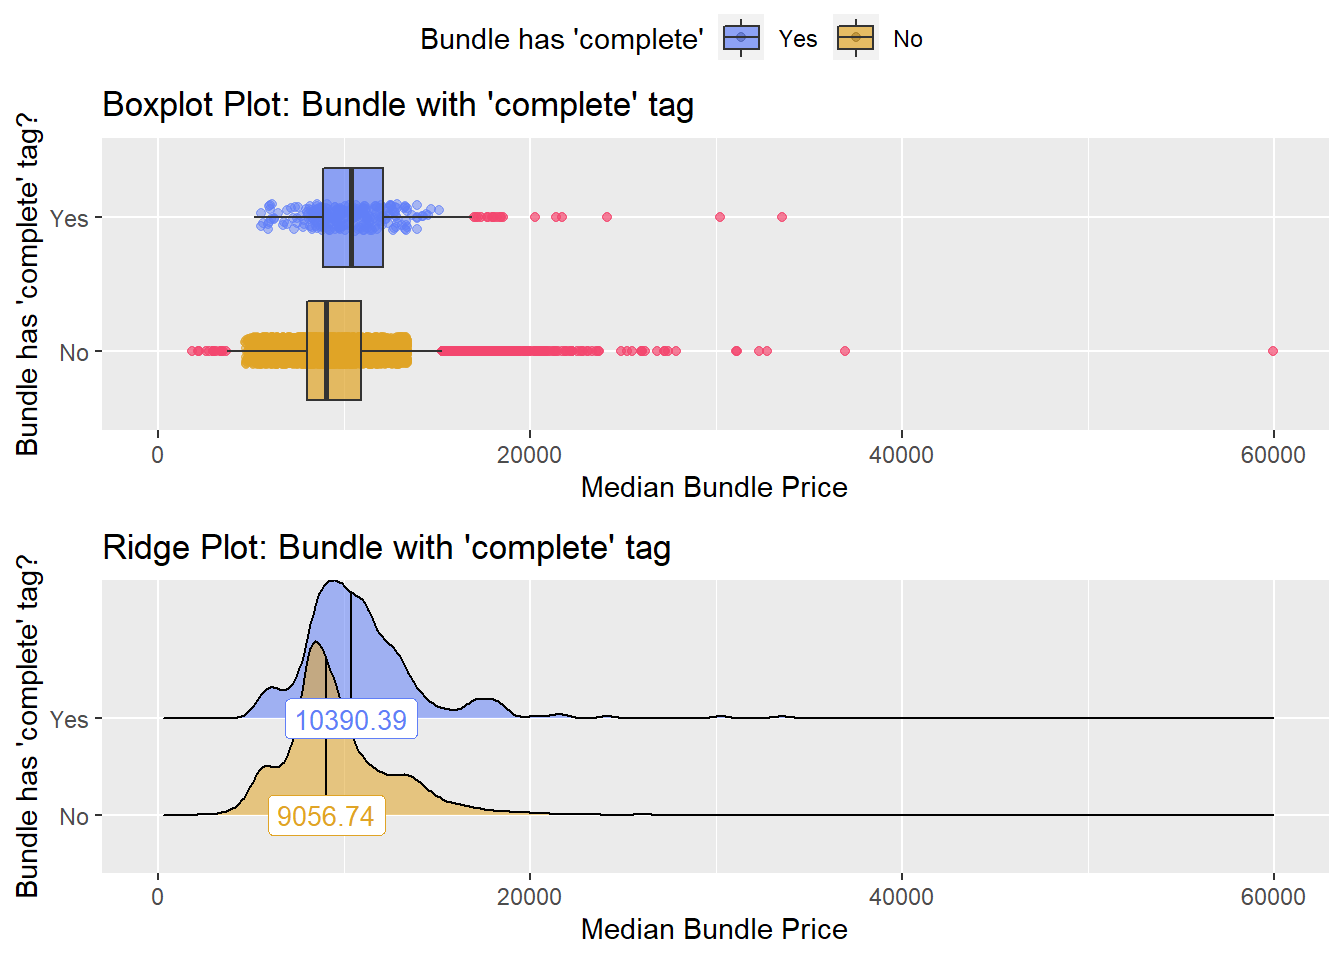 Bundle has 'complete' Yes No
Boxplot Plot: Bundle with 'complete' tag
Bundle has 'complete' tag?
Yes
No
0 20000 40000 60000
Median Bundle Price
Ridge Plot: Bundle with 'complete' tag
Bundle has 'complete' tag?
Yes
10390.39
No
9056.74
0 20000 40000 60000
Median Bundle Price